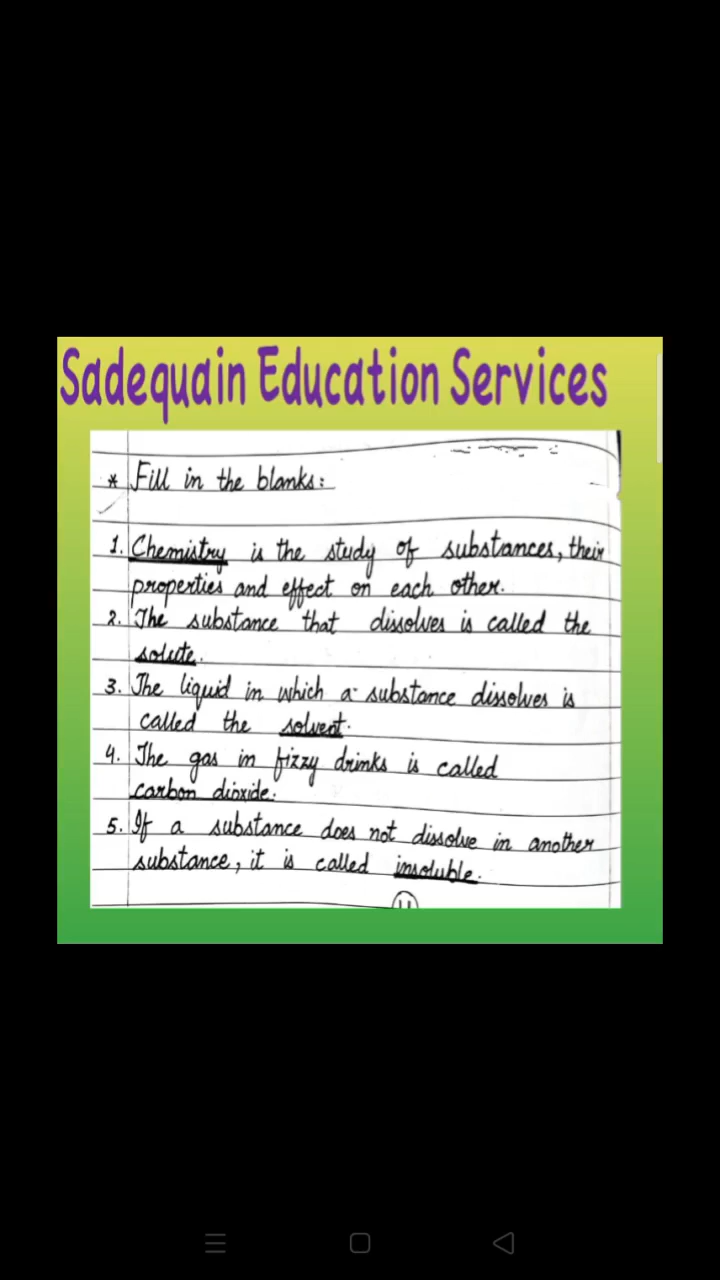 Sadequain Education Services
* Fill in the blanks:
1. Chemistry is the study of substances, their
properties and effect on each other.
2. The substance that dissolves is called the
solute.
3. The liquid in which a substance dissolves is
called the solvent.
4. The gas in fizzy drinks is called
carbon dioxide.
5. If a substance does not dissolve in another
substance, it is called insoluble.